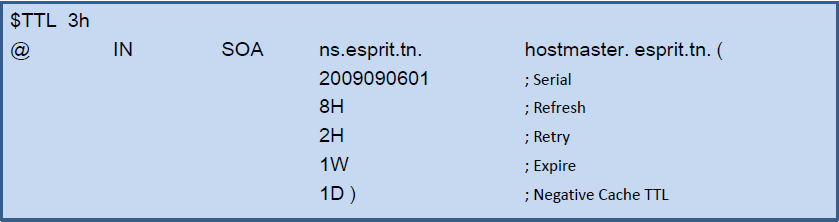 $TTL 3h
@ IN SOA ns.esprit.tn. hostmaster. esprit.tn. (
2009090601 ; Serial
8H ; Refresh
2H ; Retry
1W ; Expire
1D ) ; Negative Cache TTL